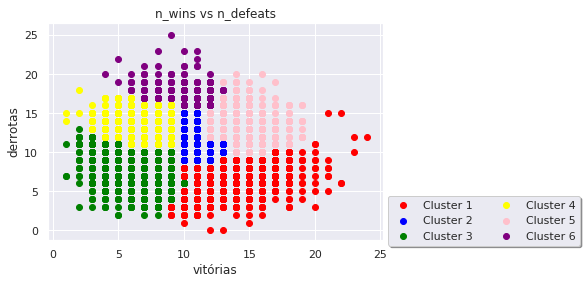 n_wins vs n_defeats
derrotas
25
20
15
10
5
0
0 5 10 15 20 25
vitórias
Cluster 1 Cluster 4
Cluster 2 Cluster 5
Cluster 3 Cluster 6